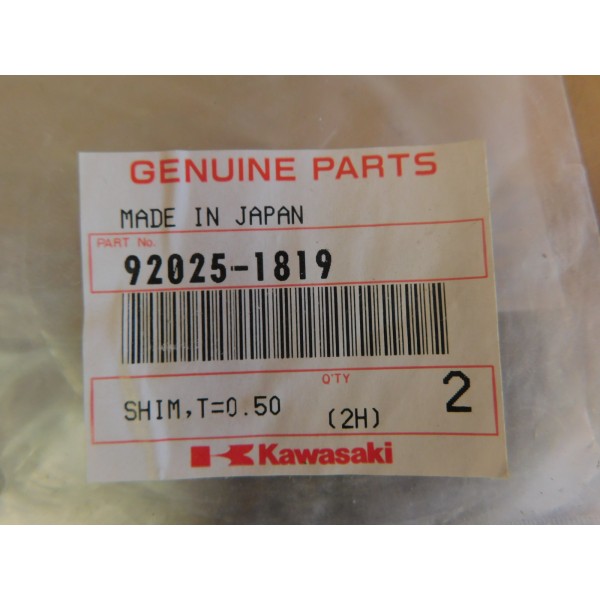 GENUINE PARTS
MADE IN JAPAN
PART No.
92025-1819
Q'TY
SHIM,T=0.50 (2H) 2
Kawasaki